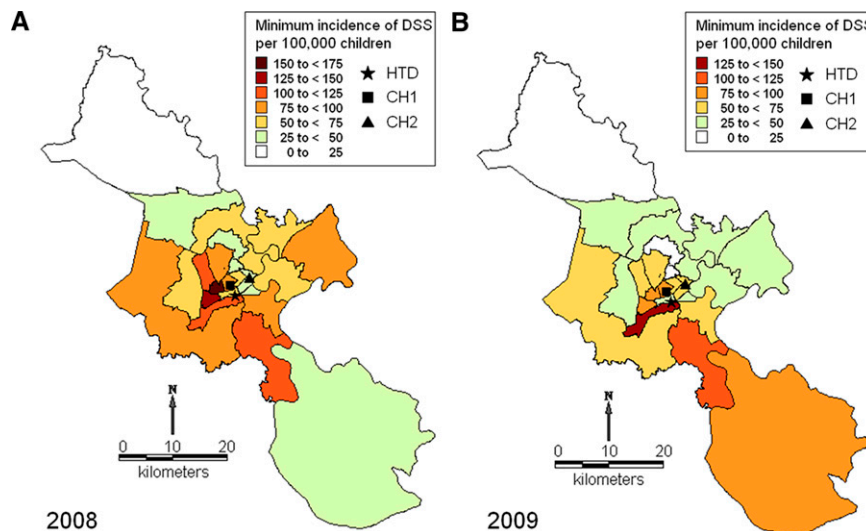 A
Minimum incidence of DSS
per 100,000 children
150 to < 175
125 to < 150
100 to < 125
75 to < 100
50 to < 75
25 to < 50
0 to 25
HTD
CH1
CH2
N
0 10 20
kilometers
2008
B
Minimum incidence of DSS
per 100,000 children
125 to < 150
100 to < 125
75 to < 100
50 to < 75
25 to < 50
0 to 25
HTD
CH1
CH2
N
0 10 20
kilometers
2009